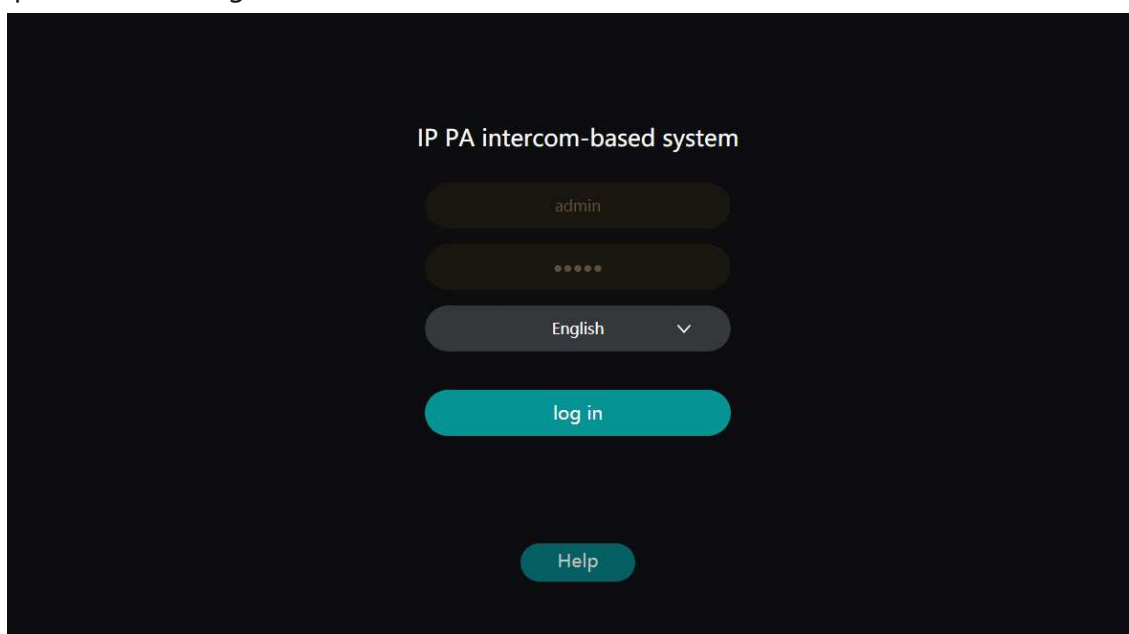 IP PA intercom-based system
admin
•••••
English
log in
Help